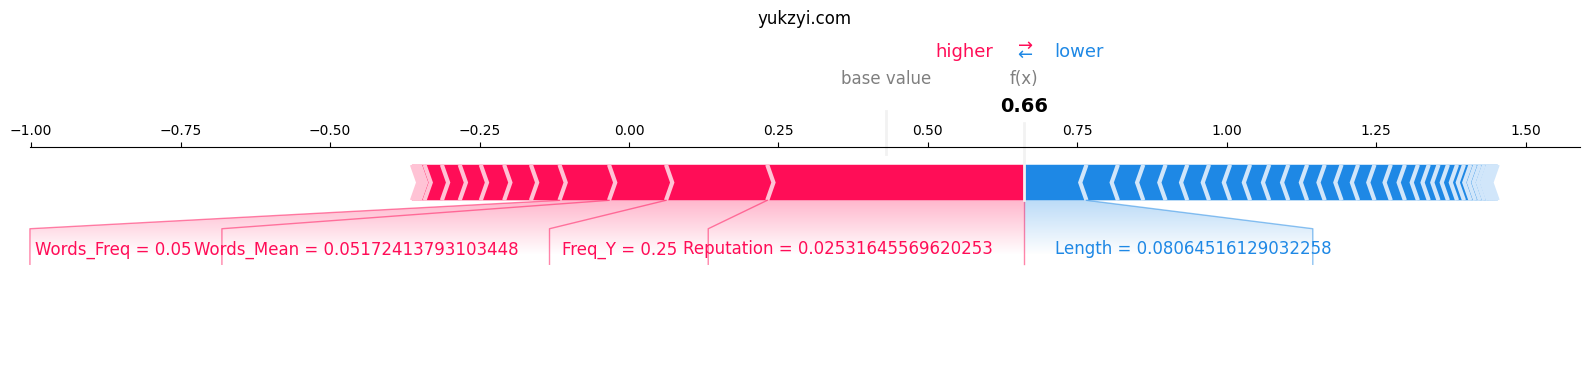 yukzyi.com
higher ⇄ lower
base value f(x)
0.66
−1.00 −0.75 −0.50 −0.25 0.00 0.25 0.50 0.75 1.00 1.25 1.50
Words_Freq = 0.05 Words_Mean = 0.05172413793103448 Freq_Y = 0.25 Reputation = 0.02531645569620253 Length = 0.08064516129032258